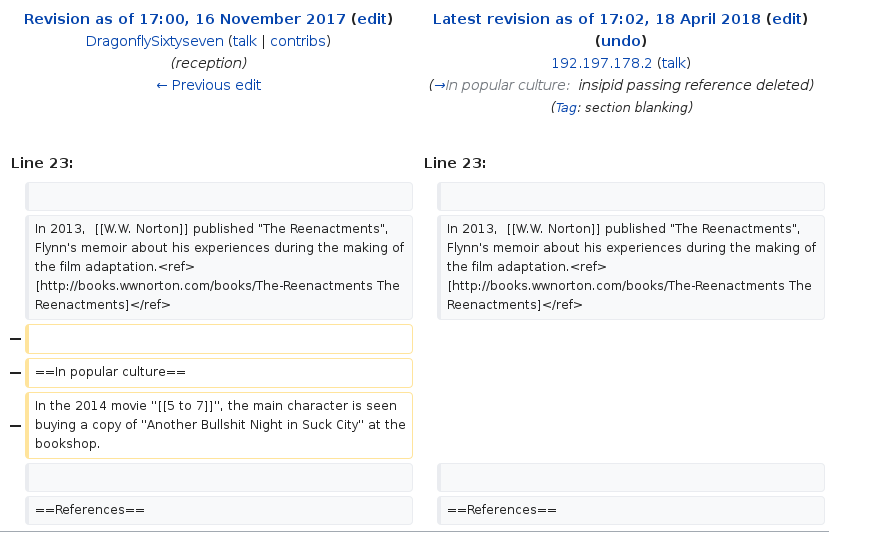 Revision as of 17:00, 16 November 2017 (edit)
DragonflySixtyseven (talk | contribs)
(reception)
← Previous edit
Latest revision as of 17:02, 18 April 2018 (edit)
(undo)
192.197.178.2 (talk)
(→In popular culture: insipid passing reference deleted)
(Tag: section blanking)
Line 23:
Line 23:
In 2013,  [[W.W. Norton]] published "The Reenactments",
Flynn's memoir about his experiences during the making of
the film adaptation.<ref>
[http://books.wwnorton.com/books/The-Reenactments The
Reenactments]</ref>
In 2013,  [[W.W. Norton]] published "The Reenactments",
Flynn's memoir about his experiences during the making of
the film adaptation.<ref>
[http://books.wwnorton.com/books/The-Reenactments The
Reenactments]</ref>
−
− ==In popular culture==
− In the 2014 movie ''[[5 to 7]]'', the main character is seen
buying a copy of ''Another Bullshit Night in Suck City'' at the
bookshop.
==References==
==References==